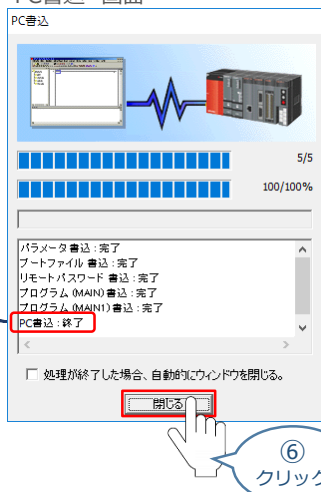 PC書込
5/5
100/100%
パラメータ 書込 : 完了
ブートファイル 書込 : 完了
リモートパスワード 書込 : 完了
プログラム (MAIN) 書込 : 完了
プログラム (MAIN1) 書込 : 完了
PC書込 : 終了
処理が終了した場合、自動的にウィンドウを閉じる。
閉じる
⑥
クリック